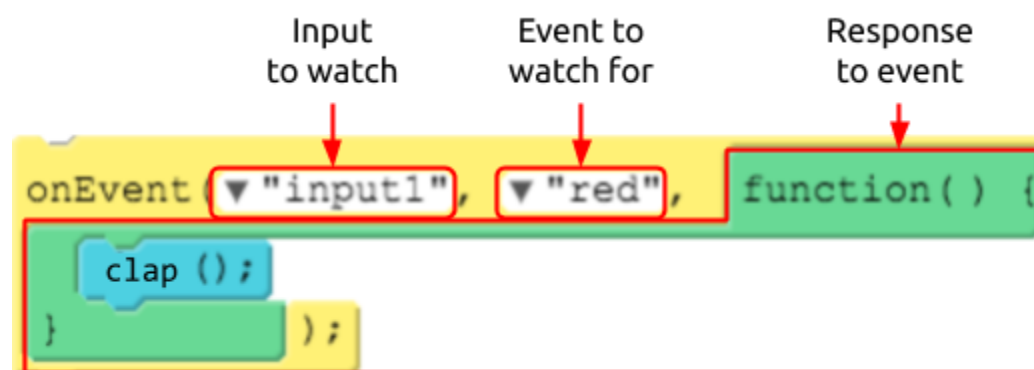 Input
to watch
Event to
watch for
Response
to event
onEvent(▼"input1", ▼"red", function() {
clap ();
} );